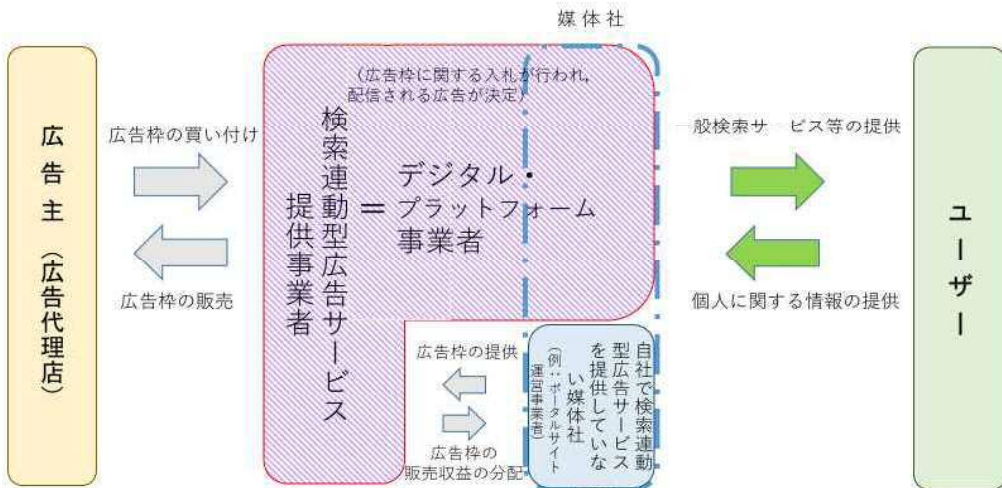 媒体社
広告主（広告代理店）
広告枠の買い付け
広告枠の販売
（広告枠に関する入札が行われ，
配信される広告が決定）
検索連動型広告サービス
提供事業者
＝
デジタル・
プラットフォーム
事業者
広告枠の提供
広告枠の
販売収益の分配
自社で検索連動
型広告サービス
を提供していな
い媒体社
（例：ポータルサイト
運営事業者）
一般検索サービス等の提供
個人に関する情報の提供
ユーザー